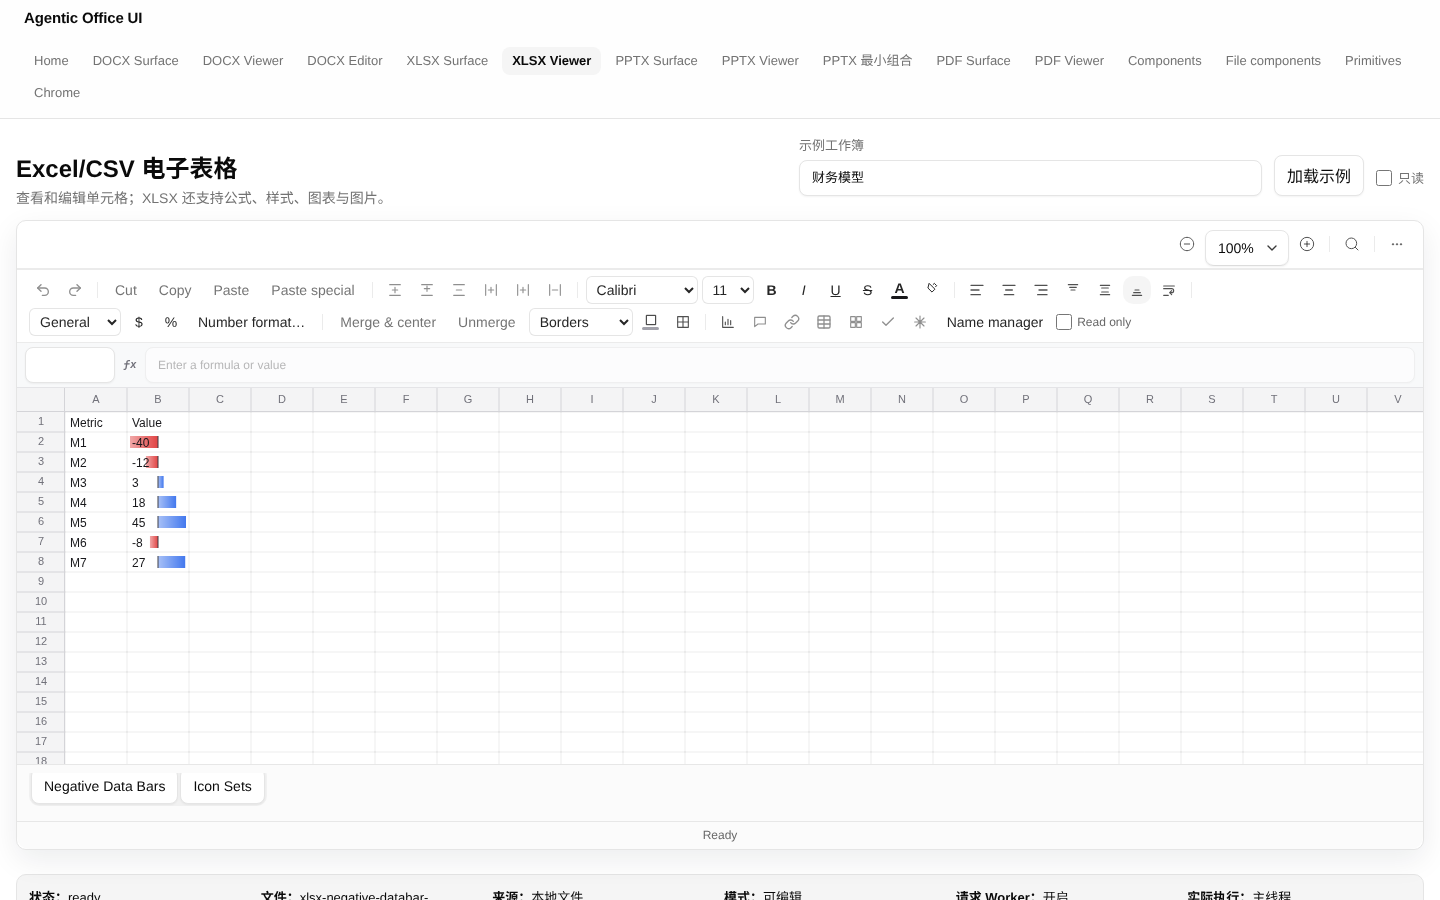 Agentic Office UI
Home DOCX Surface DOCX Viewer DOCX Editor XLSX Surface XLSX Viewer PPTX Surface PPTX Viewer PPTX 最小组合 PDF Surface PDF Viewer Components File components Primitives
Chrome
示例工作簿
Excel/CSV 电子表格
财务模型 加载示例 只读
查看和编辑单元格；XLSX 还支持公式、样式、图表与图片。
100%
Cut Copy Paste Paste special Calibri 11 B I U S A
General $ % Number format... Merge & center Unmerge Borders Name manager Read only
fx Enter a formula or value
A B C D E F G H I J K L M N O P Q R S T U V
1 Metric Value
2 M1 -40
3 M2 -12
4 M3 3
5 M4 18
6 M5 45
7 M6 -8
8 M7 27
9
10
11
12
13
14
15
16
17
18
Negative Data Bars Icon Sets
Ready
状态：ready 文件：xlsx-negative-databar- 来源：本地文件 模式：可编辑 请求 Worker：开启 实际执行：主线程